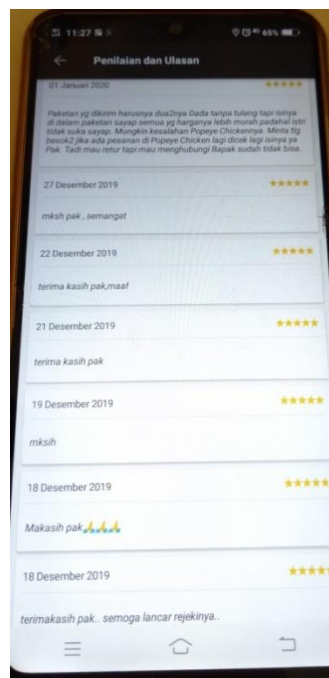 11:27
65%
Penilaian dan Ulasan
01 Januari 2020
Paketan yg dikirim harusnya dua2nya Dada tanpa tulang tapi isinya
di dalam paketan sayap semua yg harganya lebih murah padahal istri
tidak suka sayap. Mungkin kesalahan Popeye Chickennya. Minta tlg
besok2 jika ada pesanan di Popeye Chicken lagi dicek lagi isinya ya
Pak. Tadi mau retur tapi mau menghubungi Bapak sudah tidak bisa.
27 Desember 2019
mksh pak , semangat
22 Desember 2019
terima kasih pak,maaf
21 Desember 2019
terima kasih pak
19 Desember 2019
mksih
18 Desember 2019
Makasih pak🙏🙏🙏
18 Desember 2019
terimakasih pak.. semoga lancar rejekinya..